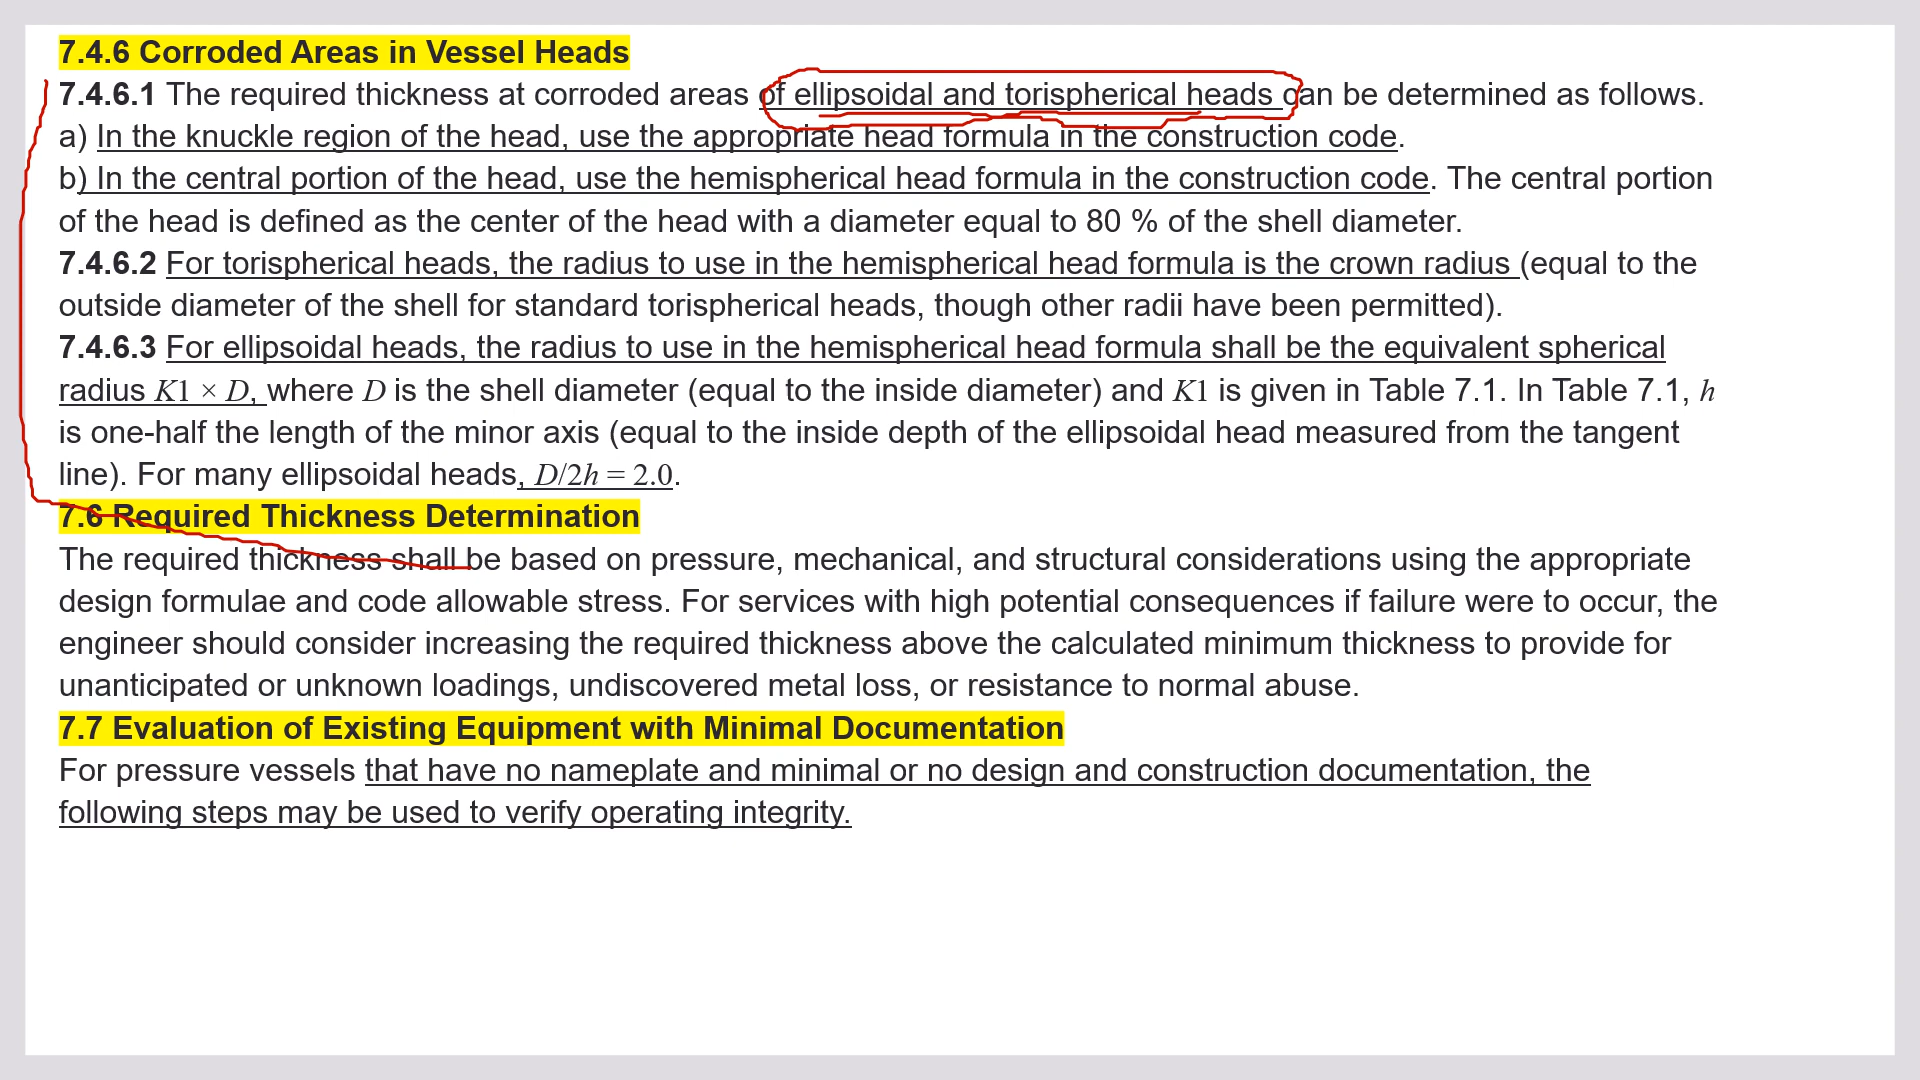 7.4.6 Corroded Areas in Vessel Heads
7.4.6.1 The required thickness at corroded areas of ellipsoidal and torispherical heads can be determined as follows.
a) In the knuckle region of the head, use the appropriate head formula in the construction code.
b) In the central portion of the head, use the hemispherical head formula in the construction code. The central portion
of the head is defined as the center of the head with a diameter equal to 80 % of the shell diameter.
7.4.6.2 For torispherical heads, the radius to use in the hemispherical head formula is the crown radius (equal to the
outside diameter of the shell for standard torispherical heads, though other radii have been permitted).
7.4.6.3 For ellipsoidal heads, the radius to use in the hemispherical head formula shall be the equivalent spherical
radius K1 × D, where D is the shell diameter (equal to the inside diameter) and K1 is given in Table 7.1. In Table 7.1, h
is one-half the length of the minor axis (equal to the inside depth of the ellipsoidal head measured from the tangent
line). For many ellipsoidal heads, D/2h = 2.0.
7.6 Required Thickness Determination
The required thickness shall be based on pressure, mechanical, and structural considerations using the appropriate
design formulae and code allowable stress. For services with high potential consequences if failure were to occur, the
engineer should consider increasing the required thickness above the calculated minimum thickness to provide for
unanticipated or unknown loadings, undiscovered metal loss, or resistance to normal abuse.
7.7 Evaluation of Existing Equipment with Minimal Documentation
For pressure vessels that have no nameplate and minimal or no design and construction documentation, the
following steps may be used to verify operating integrity.